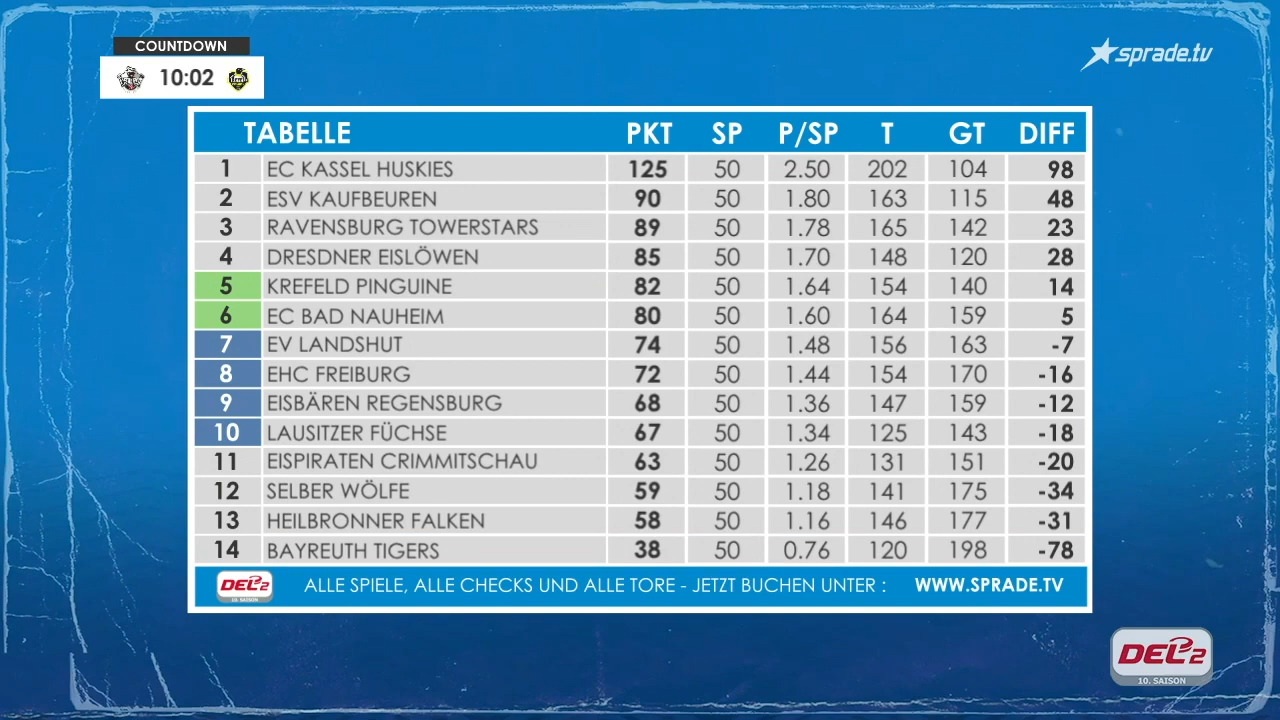 COUNTDOWN
10:02
sprade.tv
TABELLE PKT SP P/SP T GT DIFF
1 EC KASSEL HUSKIES 125 50 2.50 202 104 98
2 ESV KAUFBEUREN 90 50 1.80 163 115 48
3 RAVENSBURG TOWERSTARS 89 50 1.78 165 142 23
4 DRESDNER EISLÖWEN 85 50 1.70 148 120 28
5 KREFELD PINGUINE 82 50 1.64 154 140 14
6 EC BAD NAUHEIM 80 50 1.60 164 159 5
7 EV LANDSHUT 74 50 1.48 156 163 -7
8 EHC FREIBURG 72 50 1.44 154 170 -16
9 EISBÄREN REGENSBURG 68 50 1.36 147 159 -12
10 LAUSITZER FÜCHSE 67 50 1.34 125 143 -18
11 EISPIRATEN CRIMMITSCHAU 63 50 1.26 131 151 -20
12 SELBER WÖLFE 59 50 1.18 141 175 -34
13 HEILBRONNER FALKEN 58 50 1.16 146 177 -31
14 BAYREUTH TIGERS 38 50 0.76 120 198 -78
DEL2 ALLE SPIELE, ALLE CHECKS UND ALLE TORE - JETZT BUCHEN UNTER : WWW.SPRADE.TV
10. SAISON
DEL2
10. SAISON